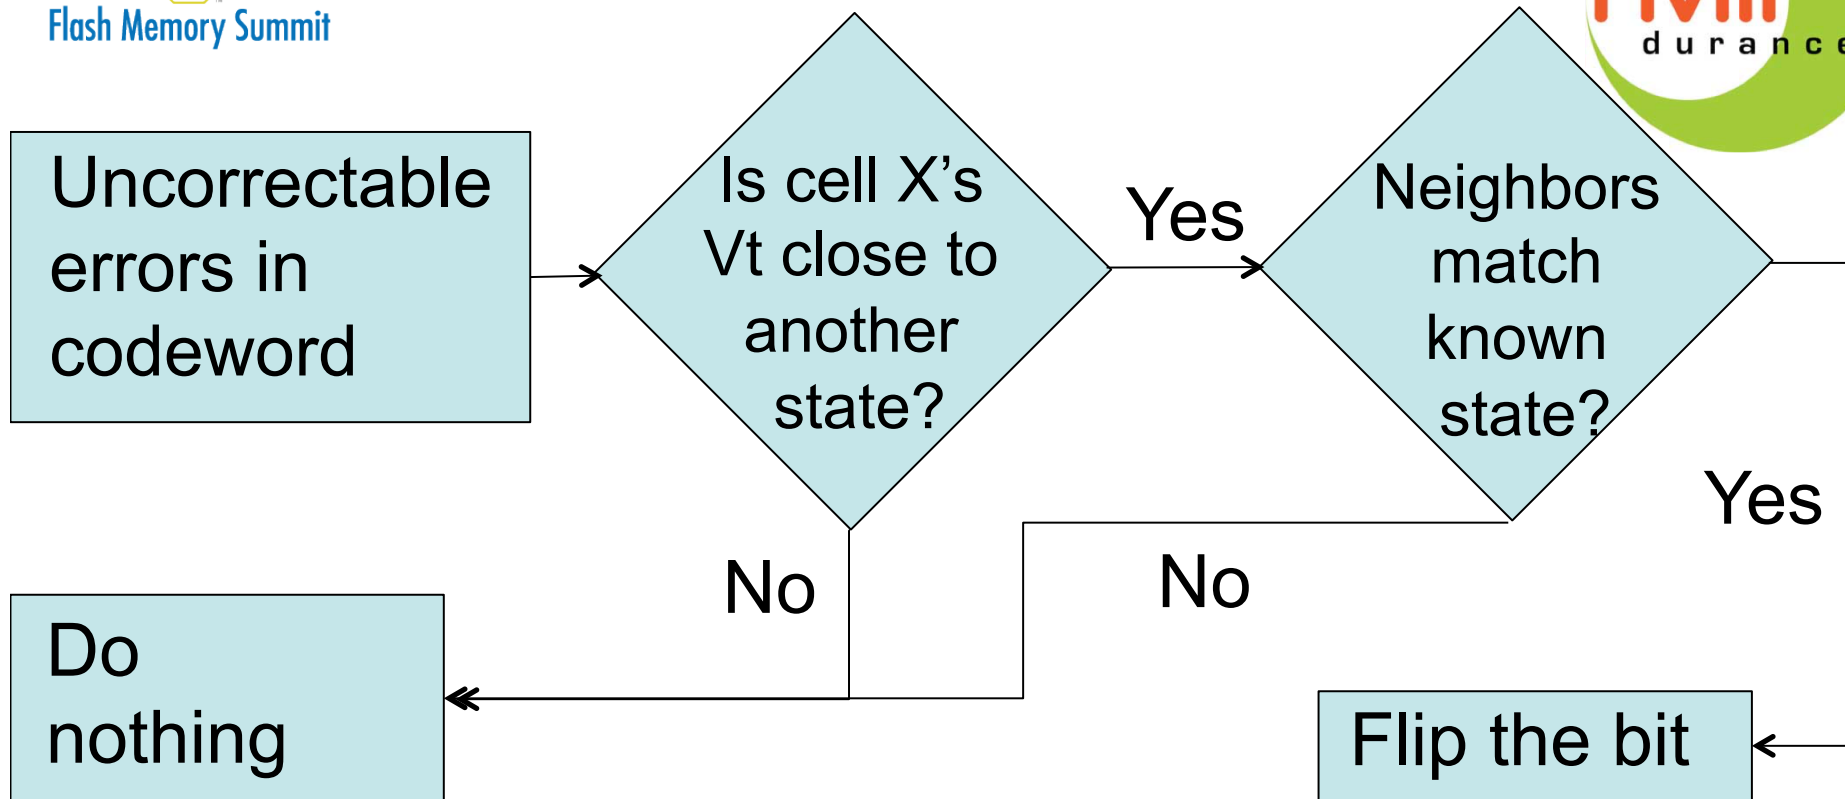 Flash Memory Summit
durance
Uncorrectable
errors in
codeword
Is cell X’s
Vt close to
another
state?
Yes
Neighbors
match
known
state?
Yes
No
No
Do
nothing
Flip the bit